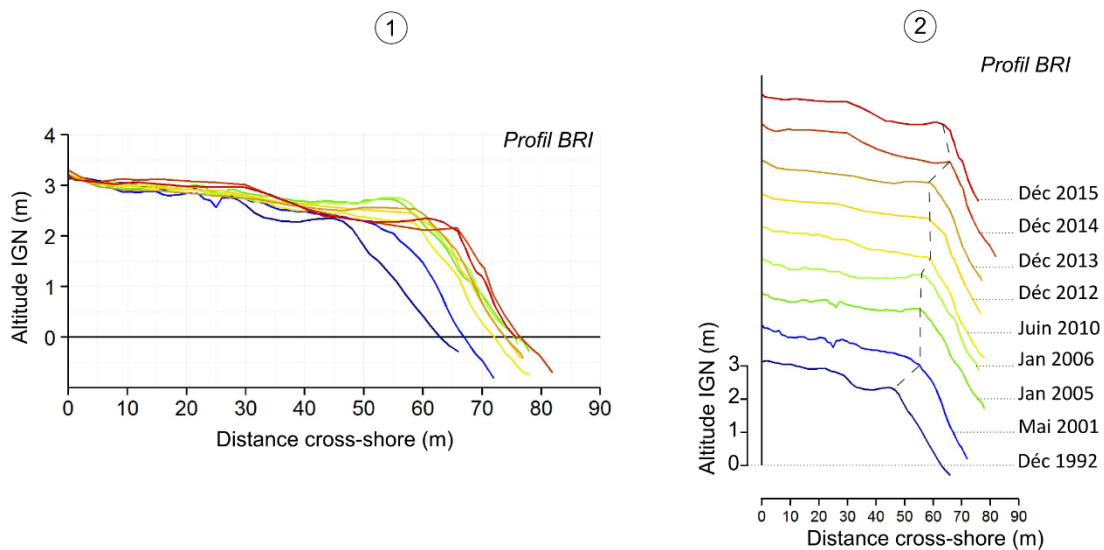 1
Profil BRI
4
3
2
1
0
Altitude IGN (m)
0 10 20 30 40 50 60 70 80 90
Distance cross-shore (m)
2
Profil BRI
Déc 2015
Déc 2014
Déc 2013
Déc 2012
Juin 2010
Jan 2006
Jan 2005
Mai 2001
Déc 1992
3
2
1
0
Altitude IGN (m)
0 10 20 30 40 50 60 70 80 90
Distance cross-shore (m)